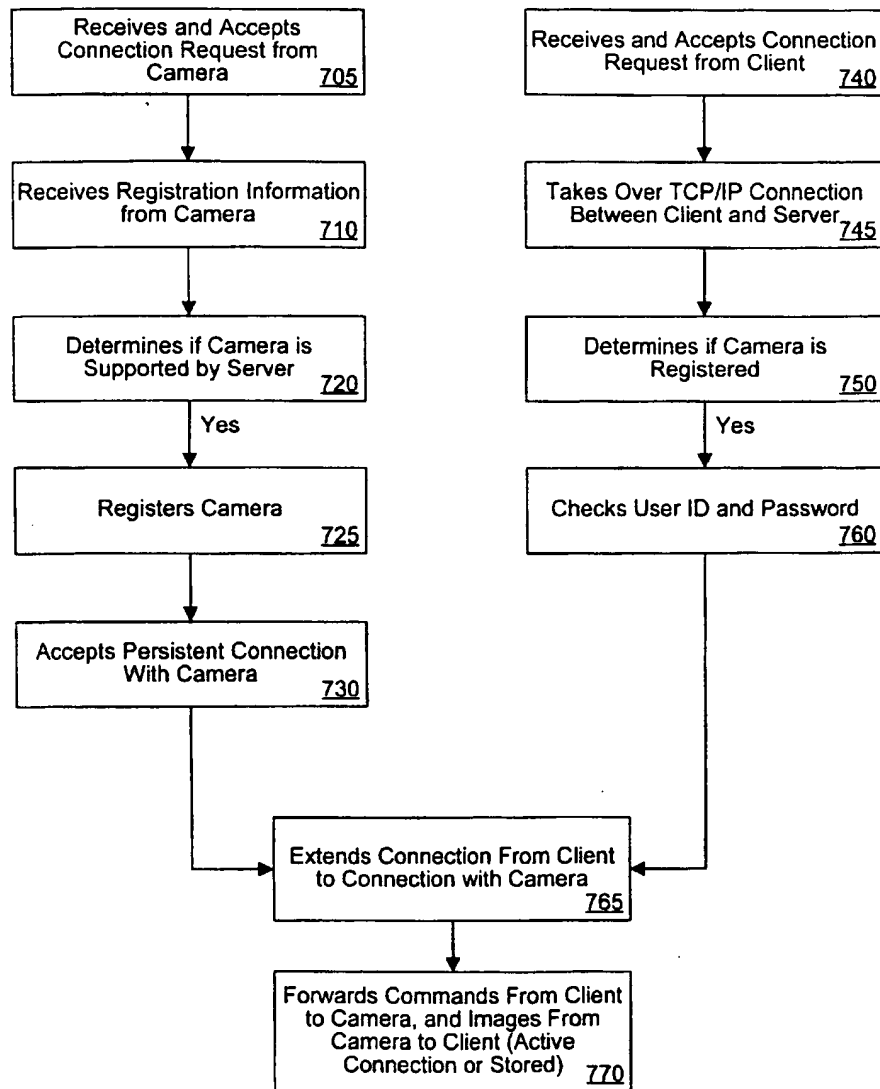 Receives and Accepts
Connection Request from
Camera
705
Receives Registration Information
from Camera
710
Determines if Camera is
Supported by Server
720
Yes
Registers Camera
725
Accepts Persistent Connection
With Camera
730
Receives and Accepts Connection
Request from Client
740
Takes Over TCP/IP Connection
Between Client and Server
745
Determines if Camera is
Registered
750
Yes
Checks User ID and Password
760
Extends Connection From Client
to Connection with Camera
765
Forwards Commands From Client
to Camera, and Images From
Camera to Client (Active
Connection or Stored)
770